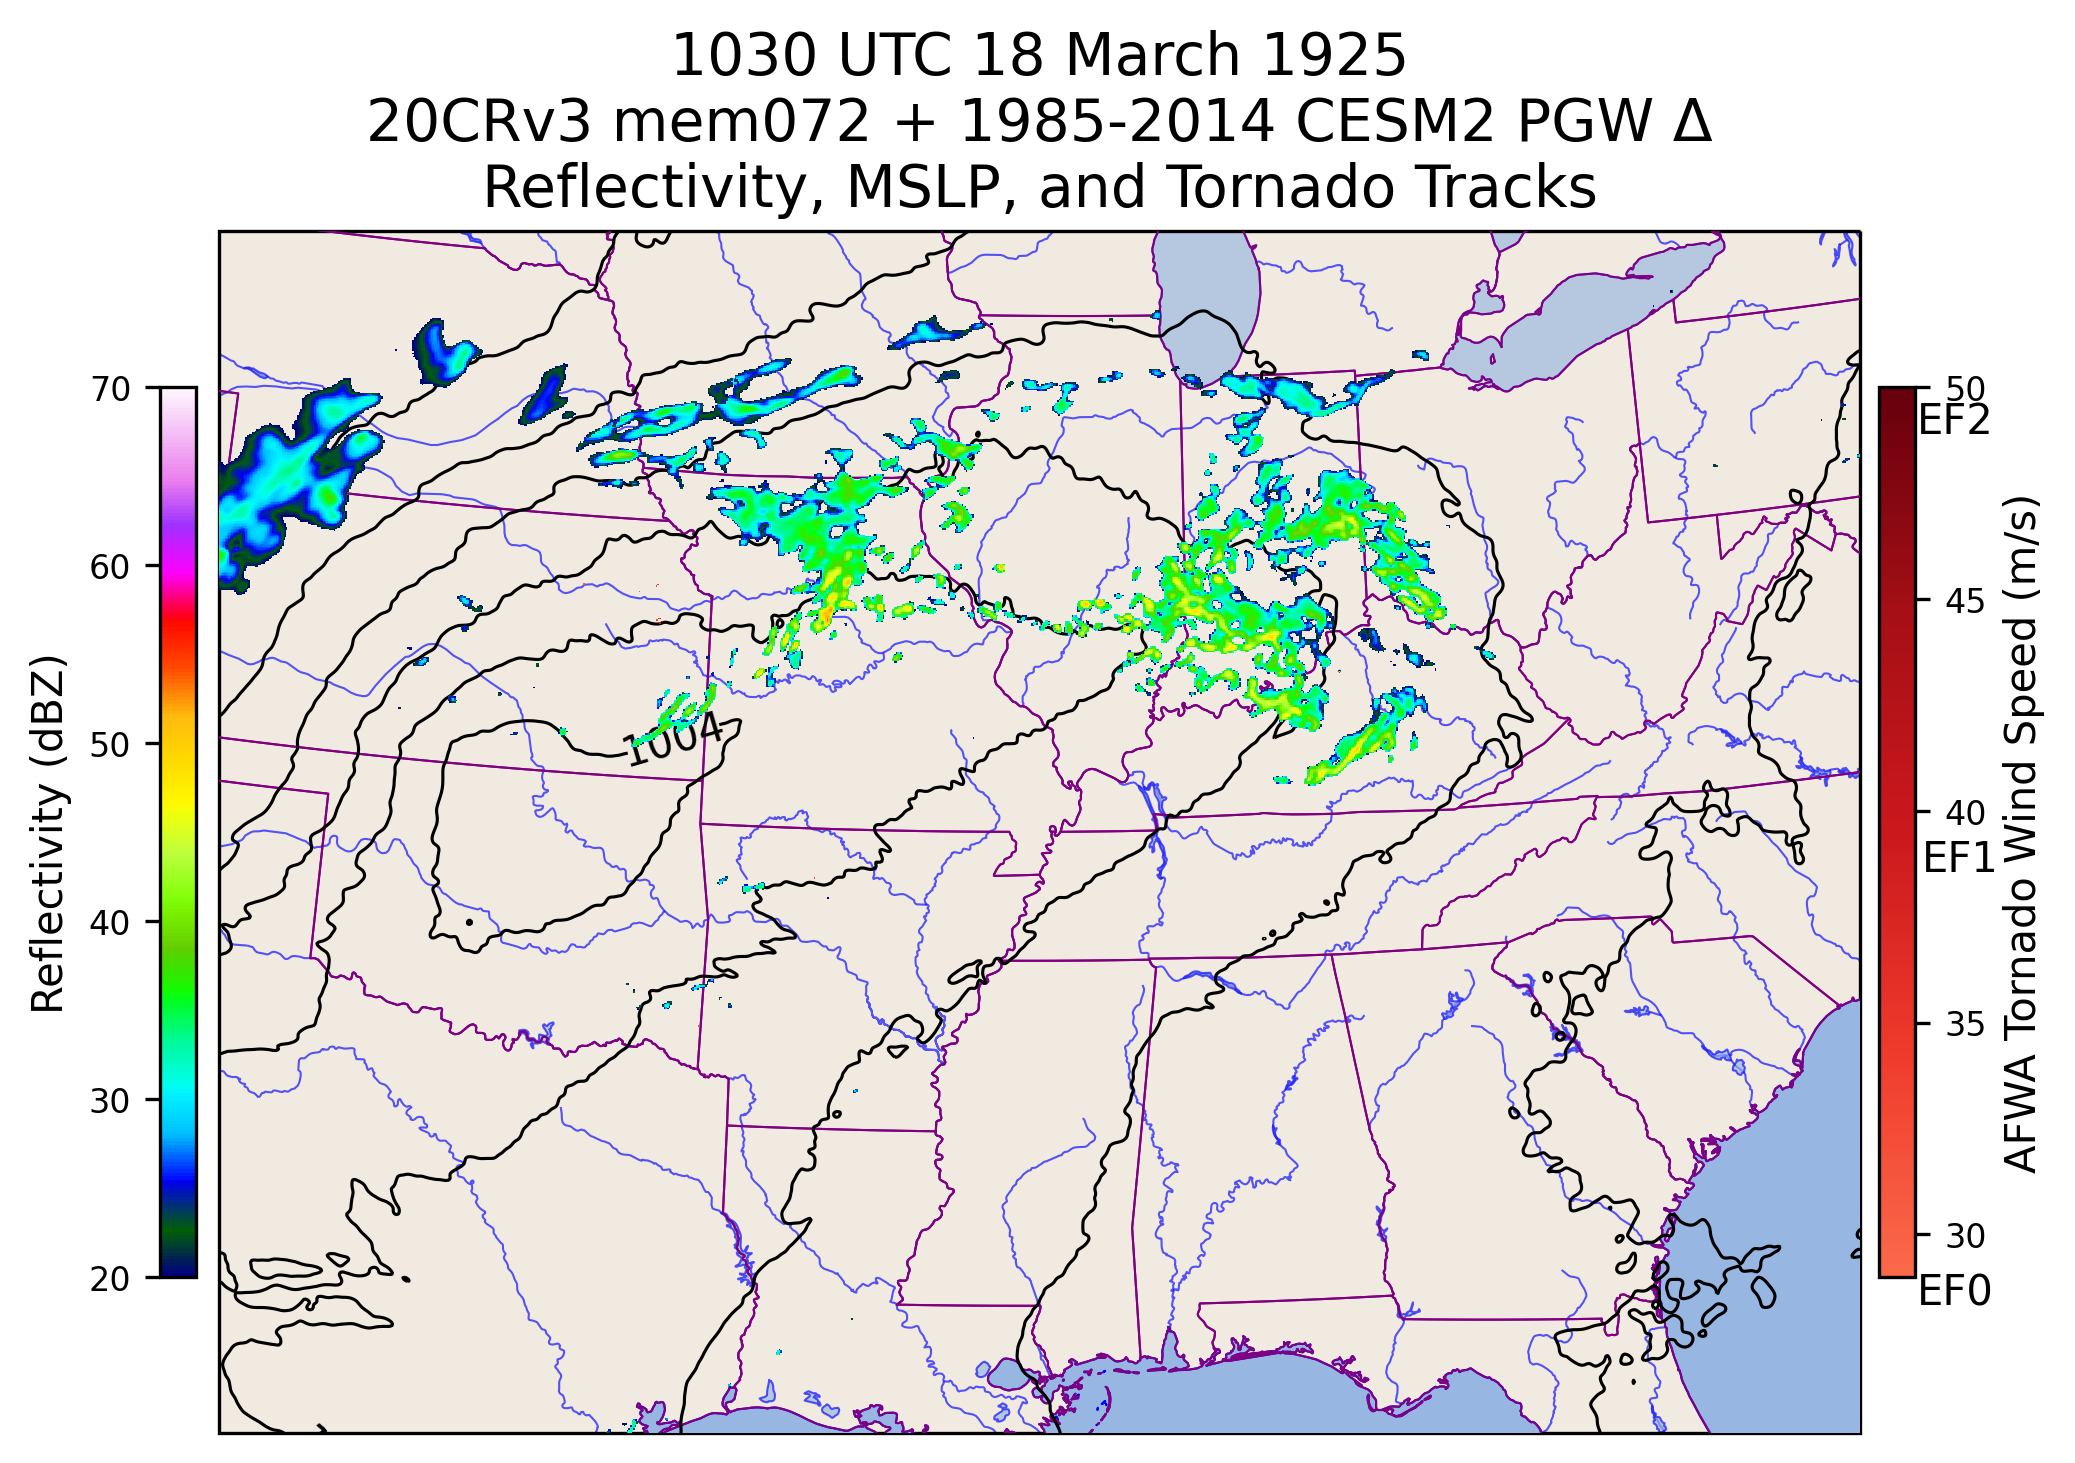 1030 UTC 18 March 1925
20CRv3 mem072 + 1985-2014 CESM2 PGW Δ
Reflectivity, MSLP, and Tornado Tracks
70
60
50
40
30
20
Reflectivity (dBZ)
1004
50
EF2
45
40
EF1
35
30
EF0
AFWA Tornado Wind Speed (m/s)